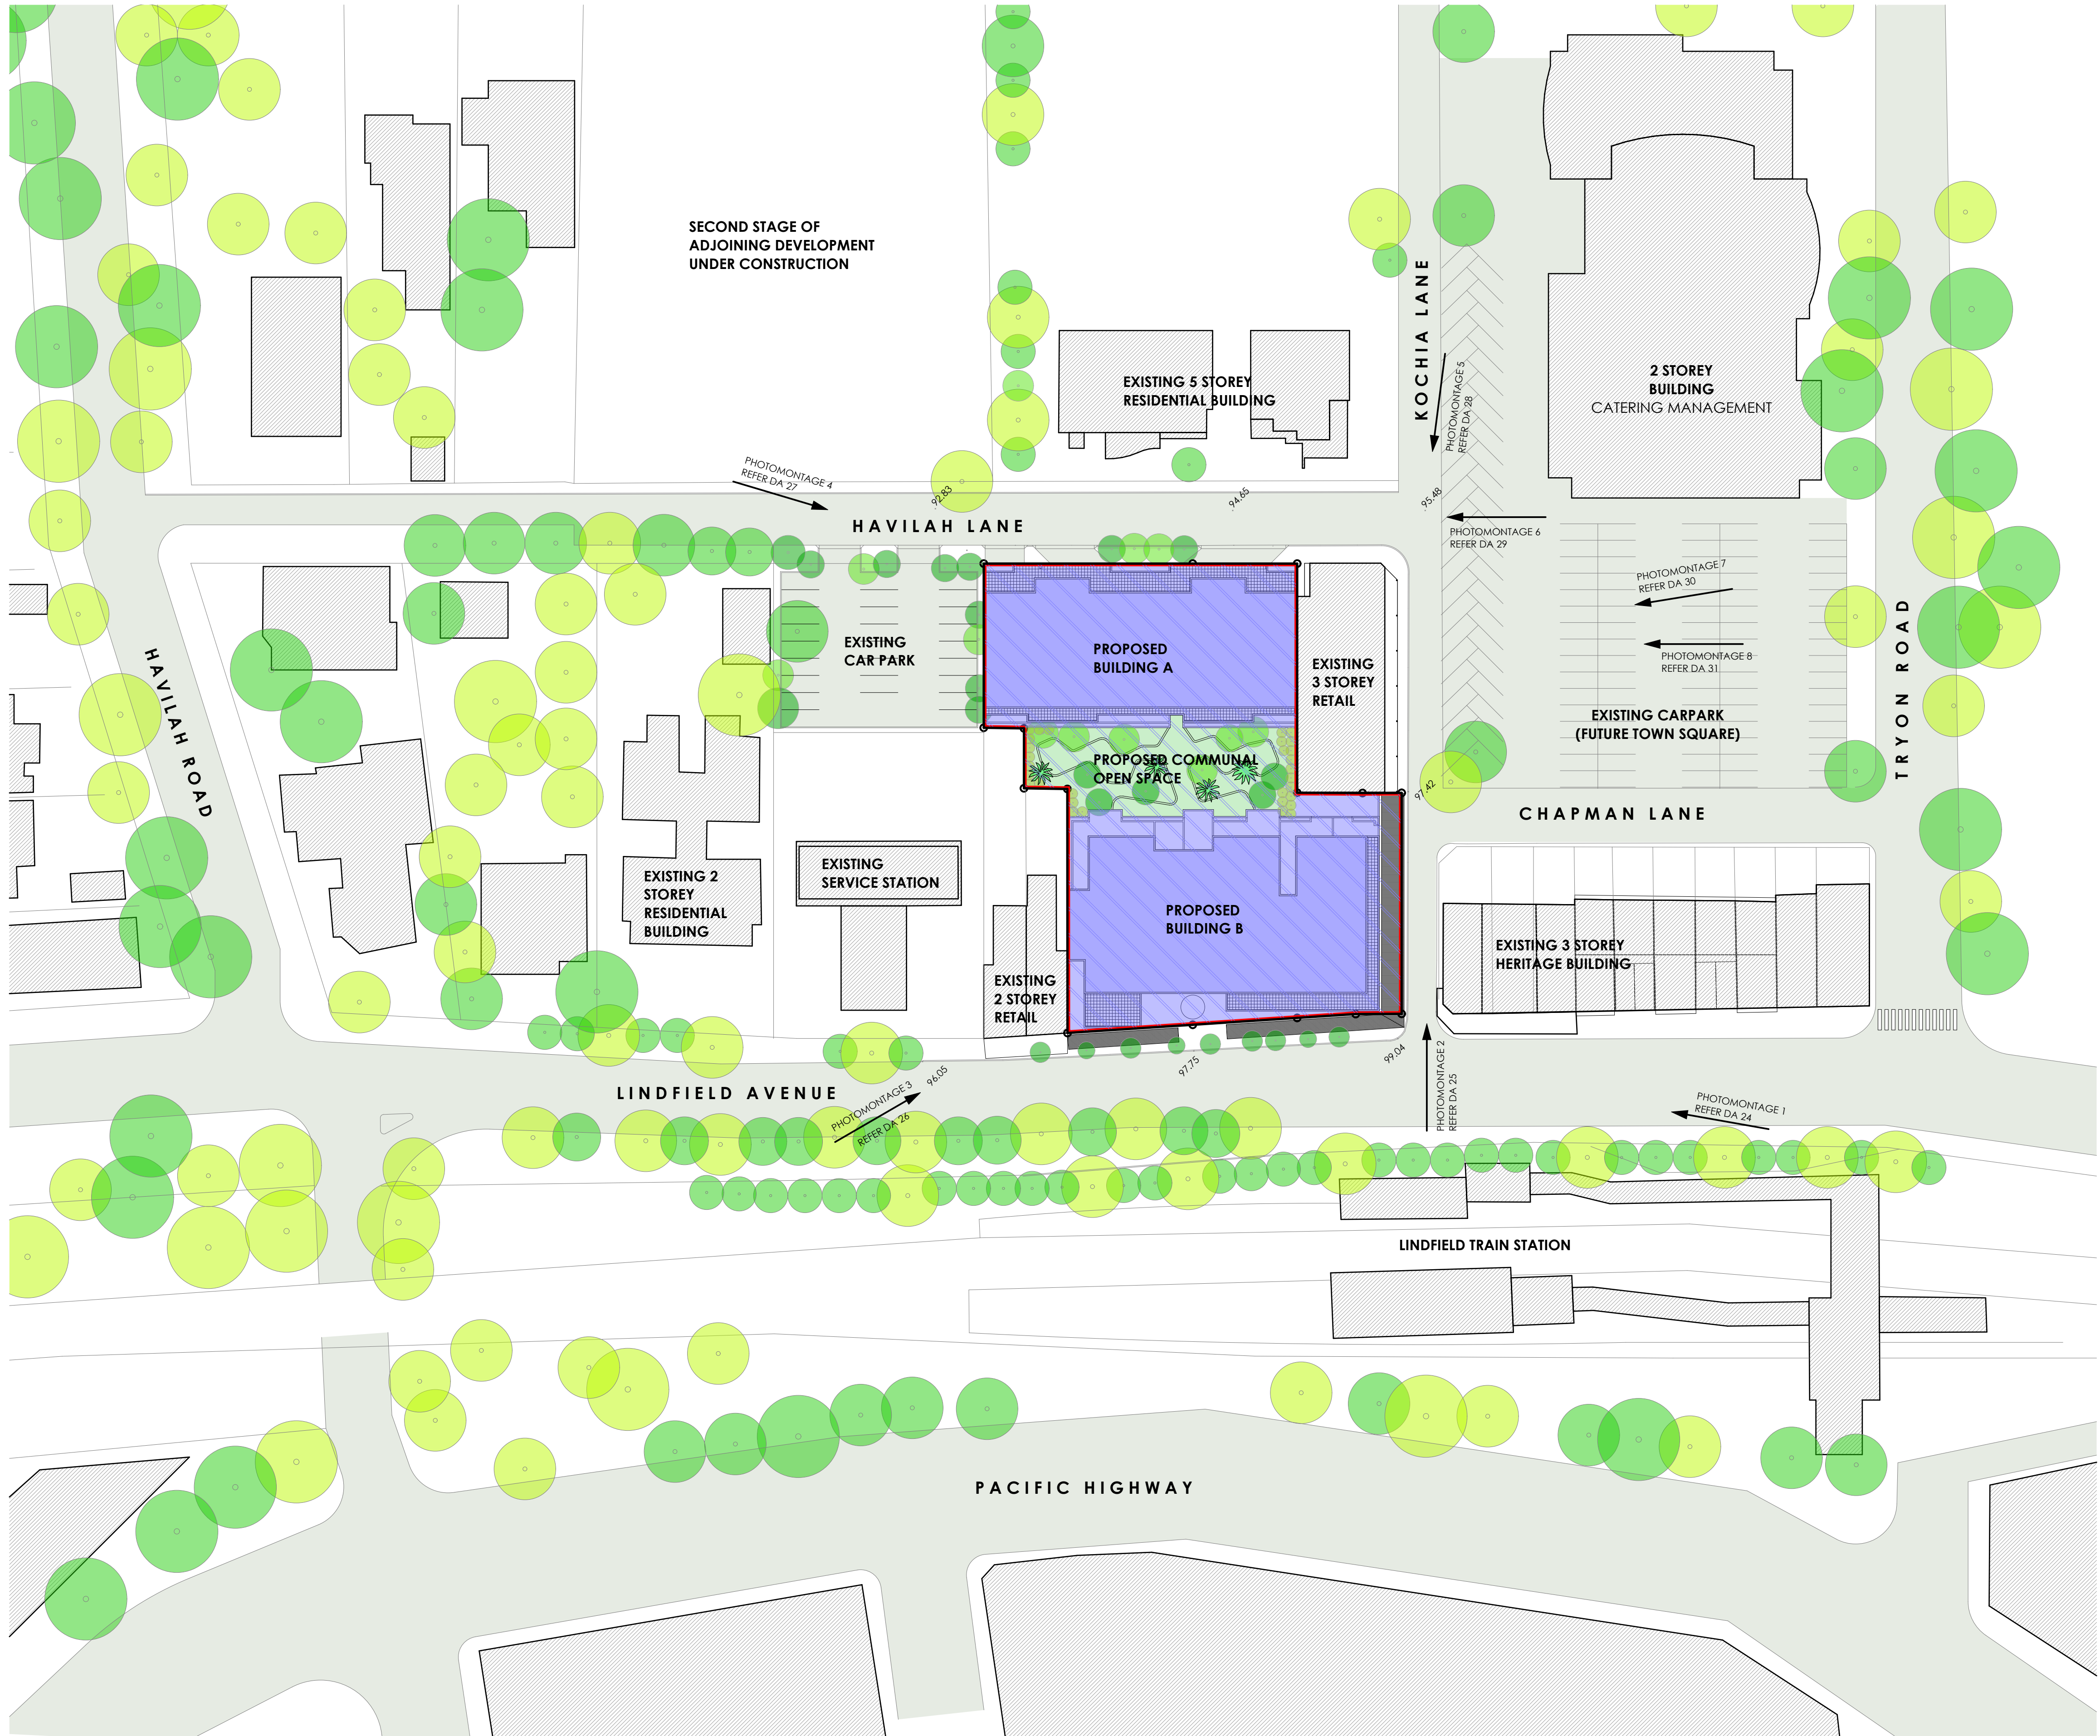 SECOND STAGE OF
ADJOINING DEVELOPMENT
UNDER CONSTRUCTION
KOCHIA LANE
EXISTING 5 STOREY
RESIDENTIAL BUILDING
2 STOREY
BUILDING
CATERING MANAGEMENT
PHOTOMONTAGE 5
REFER DA 28
PHOTOMONTAGE 4
REFER DA 27
92.83
94.65
95.48
HAVILAH LANE
PHOTOMONTAGE 6
REFER DA 29
PHOTOMONTAGE 7
REFER DA 30
HAVILAH ROAD
EXISTING
CAR PARK
PROPOSED
BUILDING A
EXISTING
3 STOREY
RETAIL
PHOTOMONTAGE 8
REFER DA 31
TRYON ROAD
EXISTING CARPARK
(FUTURE TOWN SQUARE)
PROPOSED COMMUNAL
OPEN SPACE
97.42
CHAPMAN LANE
EXISTING
SERVICE STATION
EXISTING 2
STOREY
RESIDENTIAL
BUILDING
PROPOSED
BUILDING B
EXISTING 3 STOREY
HERITAGE BUILDING
EXISTING
2 STOREY
RETAIL
LINDFIELD AVENUE
96.05
97.75
99.04
PHOTOMONTAGE 3
REFER DA 26
PHOTOMONTAGE 2
REFER DA 25
PHOTOMONTAGE 1
REFER DA 24
LINDFIELD TRAIN STATION
PACIFIC HIGHWAY